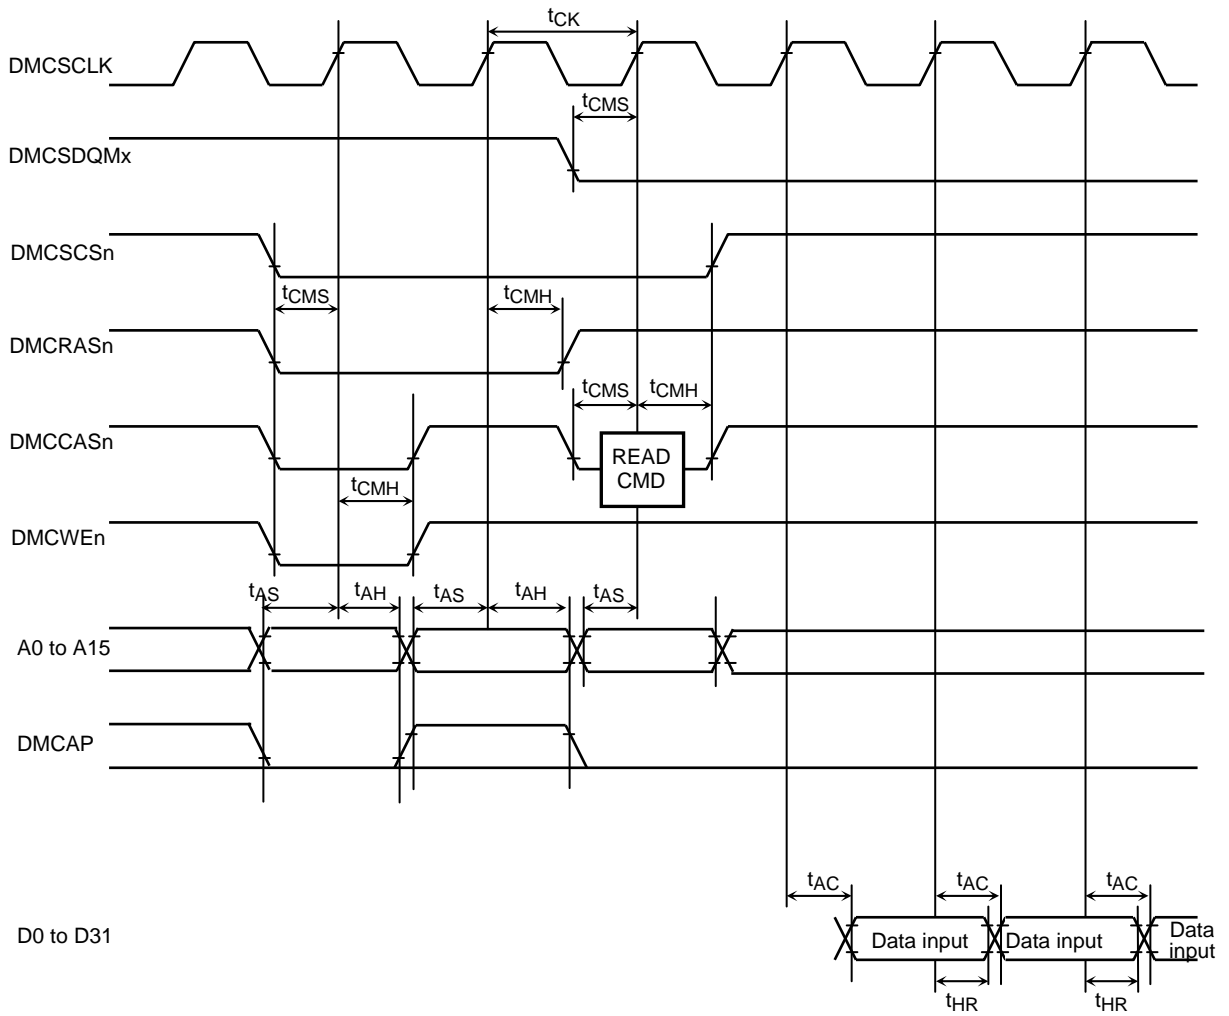 tCK
DMCSCLK
tCMS
DMCSDQMx
DMCSCSn
tCMS
tCMH
DMCRASn
tCMS
tCMH
DMCCASn
READ
CMD
tCMH
DMCWEn
tAS
tAH
tAS
tAH
tAS
A0 to A15
DMCAP
tAC
tAC
tAC
D0 to D31
Data input
Data input
Data
input
tHR
tHR